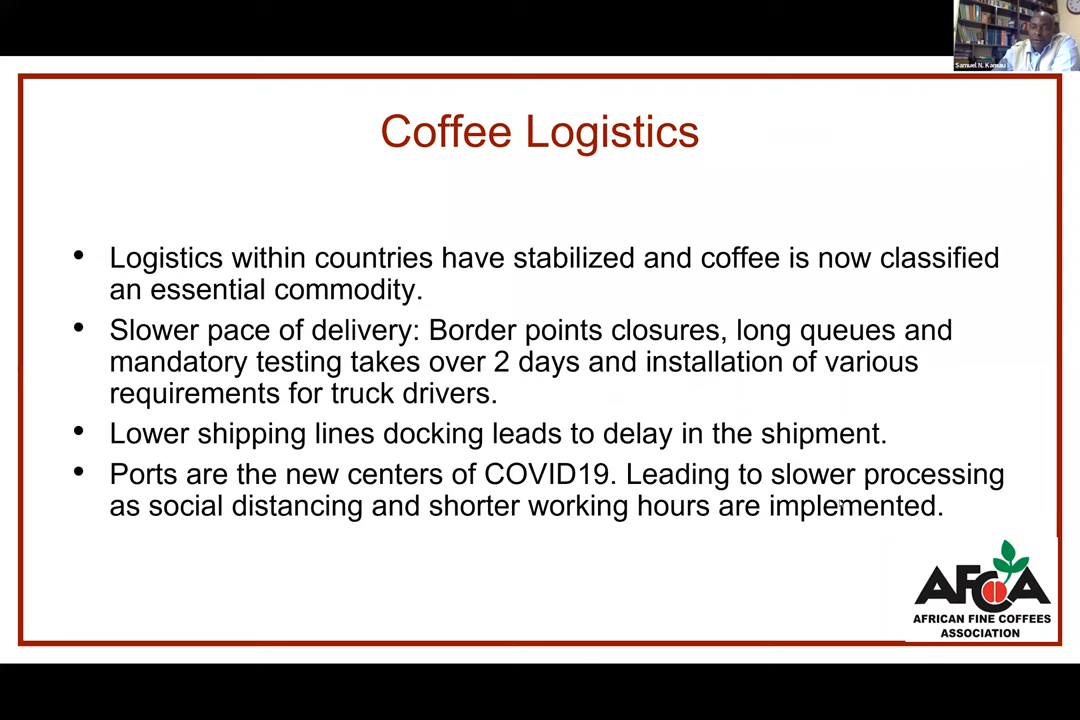 Samuel N. Kamau
Coffee Logistics
• Logistics within countries have stabilized and coffee is now classified
an essential commodity.
• Slower pace of delivery: Border points closures, long queues and
mandatory testing takes over 2 days and installation of various
requirements for truck drivers.
• Lower shipping lines docking leads to delay in the shipment.
• Ports are the new centers of COVID19. Leading to slower processing
as social distancing and shorter working hours are implemented.
AFCA
AFRICAN FINE COFFEES
ASSOCIATION